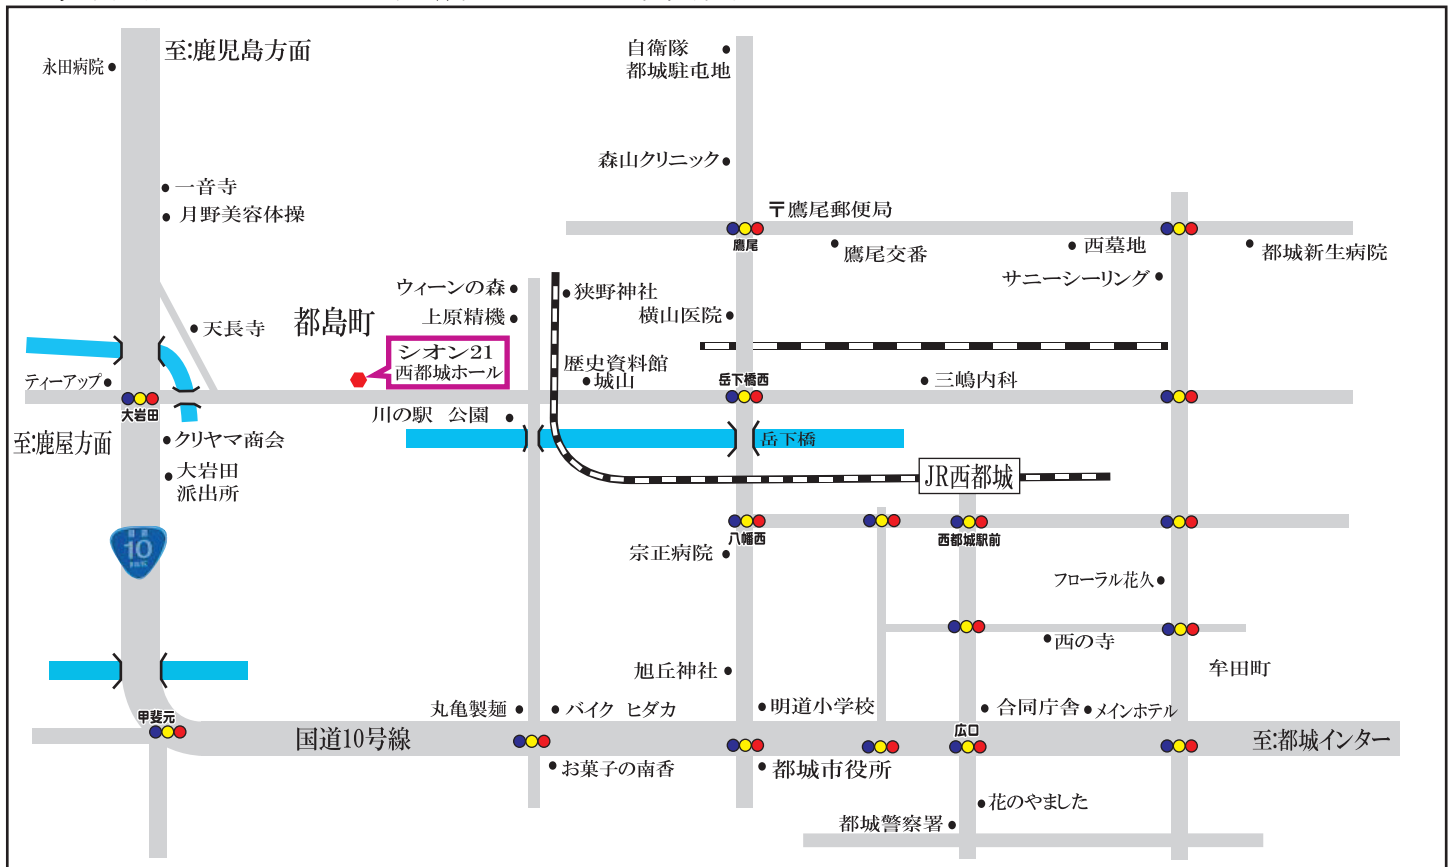 至:鹿児島方面
永田病院
自衛隊
都城駐屯地
森山クリニック
一音寺
月野美容体操
〒鷹尾郵便局
鷹尾
鷹尾交番
西墓地
都城新生病院
サニーシーリング
ウィーンの森
狭野神社
上原精機
横山医院
天長寺
都島町
シオン21
西都城ホール
歴史資料館
城山
ティーアップ
大岩田
岳下橋西
三嶋内科
川の駅 公園
岳下橋
至:鹿屋方面
クリヤマ商会
大岩田
派出所
JR西都城
10
八幡西
西都城駅前
宗正病院
フローラル花久
西の寺
旭丘神社
牟田町
甲斐元
丸亀製麺
バイク ヒダカ
明道小学校
合同庁舎
メインホテル
国道10号線
広口
至:都城インター
お菓子の南香
都城市役所
花のやました
都城警察署